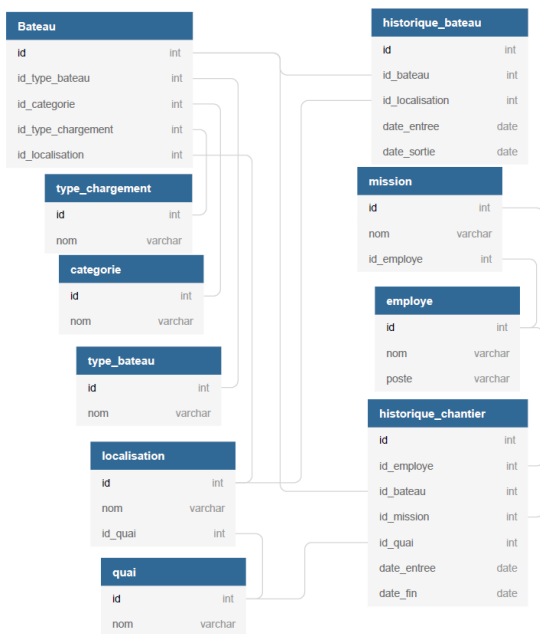 Bateau
id int
id_type_bateau int
id_categorie int
id_type_chargement int
id_localisation int
type_chargement
id int
nom varchar
categorie
id int
nom varchar
type_bateau
id int
nom varchar
localisation
id int
nom varchar
id_quai int
quai
id int
nom varchar
historique_bateau
id int
id_bateau int
id_localisation int
date_entree date
date_sortie date
mission
id int
nom varchar
id_employe int
employe
id int
nom varchar
poste varchar
historique_chantier
id int
id_employe int
id_bateau int
id_mission int
id_quai int
date_entree date
date_fin date